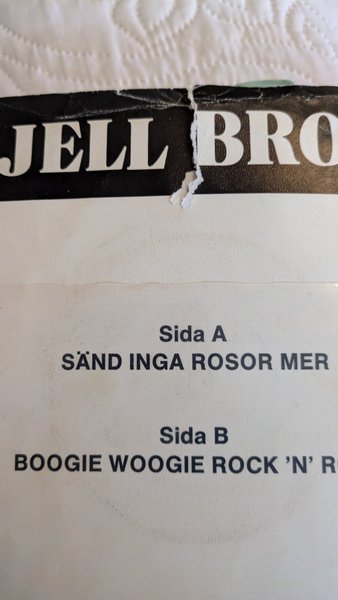 JELL BRO
Sida A
SÄND INGA ROSOR MER
Sida B
BOOGIE WOOGIE ROCK 'N' R